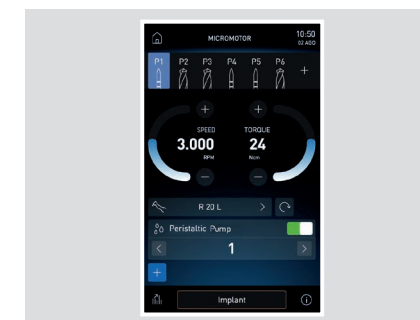 MICROMOTOR
10:50
02 AGO
P1 P2 P3 P4 P5 P6 +
+ +
SPEED TORQUE
3.000 24
RPM Ncm
− −
R 20 L >
Peristaltic Pump
< 1 >
+
Implant